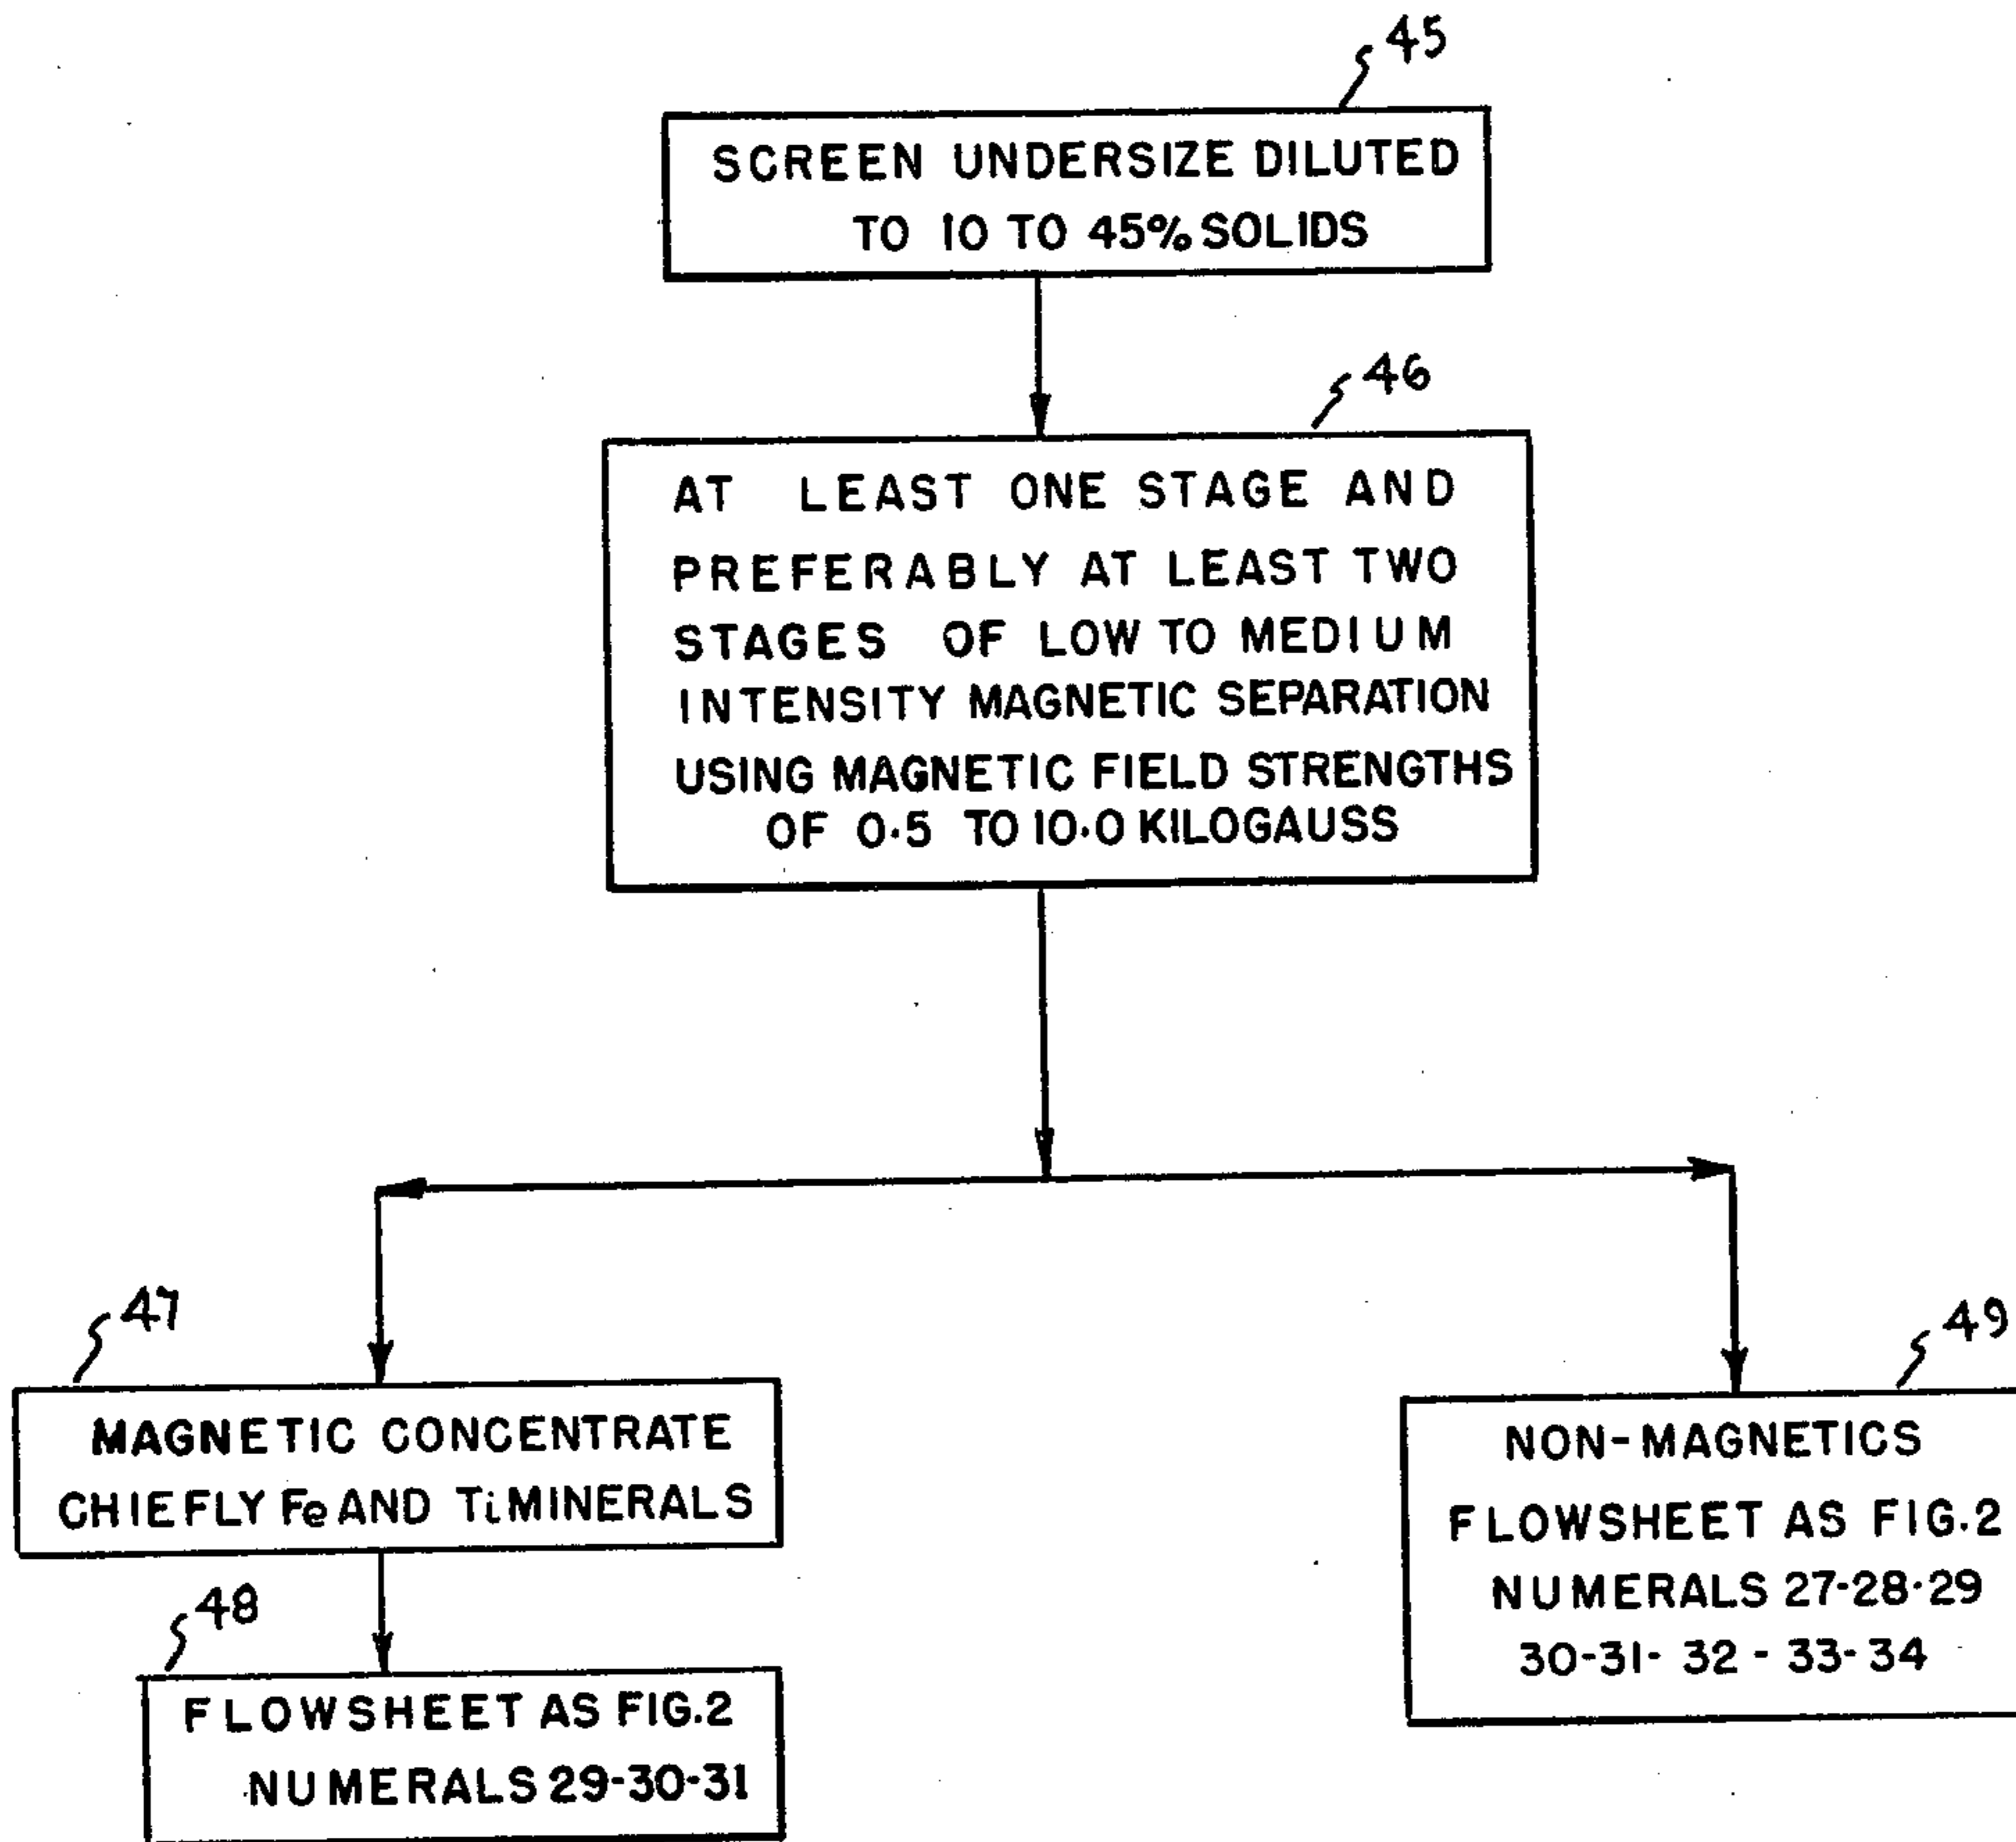 45
SCREEN UNDERSIZE DILUTED
TO 10 TO 45% SOLIDS
46
AT LEAST ONE STAGE AND
PREFERABLY AT LEAST TWO
STAGES OF LOW TO MEDIUM
INTENSITY MAGNETIC SEPARATION
USING MAGNETIC FIELD STRENGTHS
OF 0.5 TO 10.0 KILOGAUSS
47
MAGNETIC CONCENTRATE
CHIEFLY Fe AND Ti MINERALS
48
FLOWSHEET AS FIG.2
NUMERALS 29-30-31
49
NON-MAGNETICS
FLOWSHEET AS FIG.2
NUMERALS 27-28-29
30-31-32-33-34